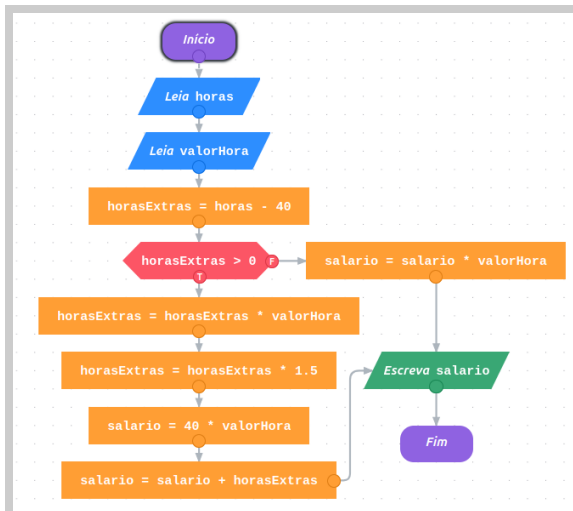 Início
Leia horas
Leia valorHora
horasExtras = horas - 40
horasExtras > 0
F
T
salario = salario * valorHora
horasExtras = horasExtras * valorHora
horasExtras = horasExtras * 1.5
Escreva salario
salario = 40 * valorHora
Fim
salario = salario + horasExtras